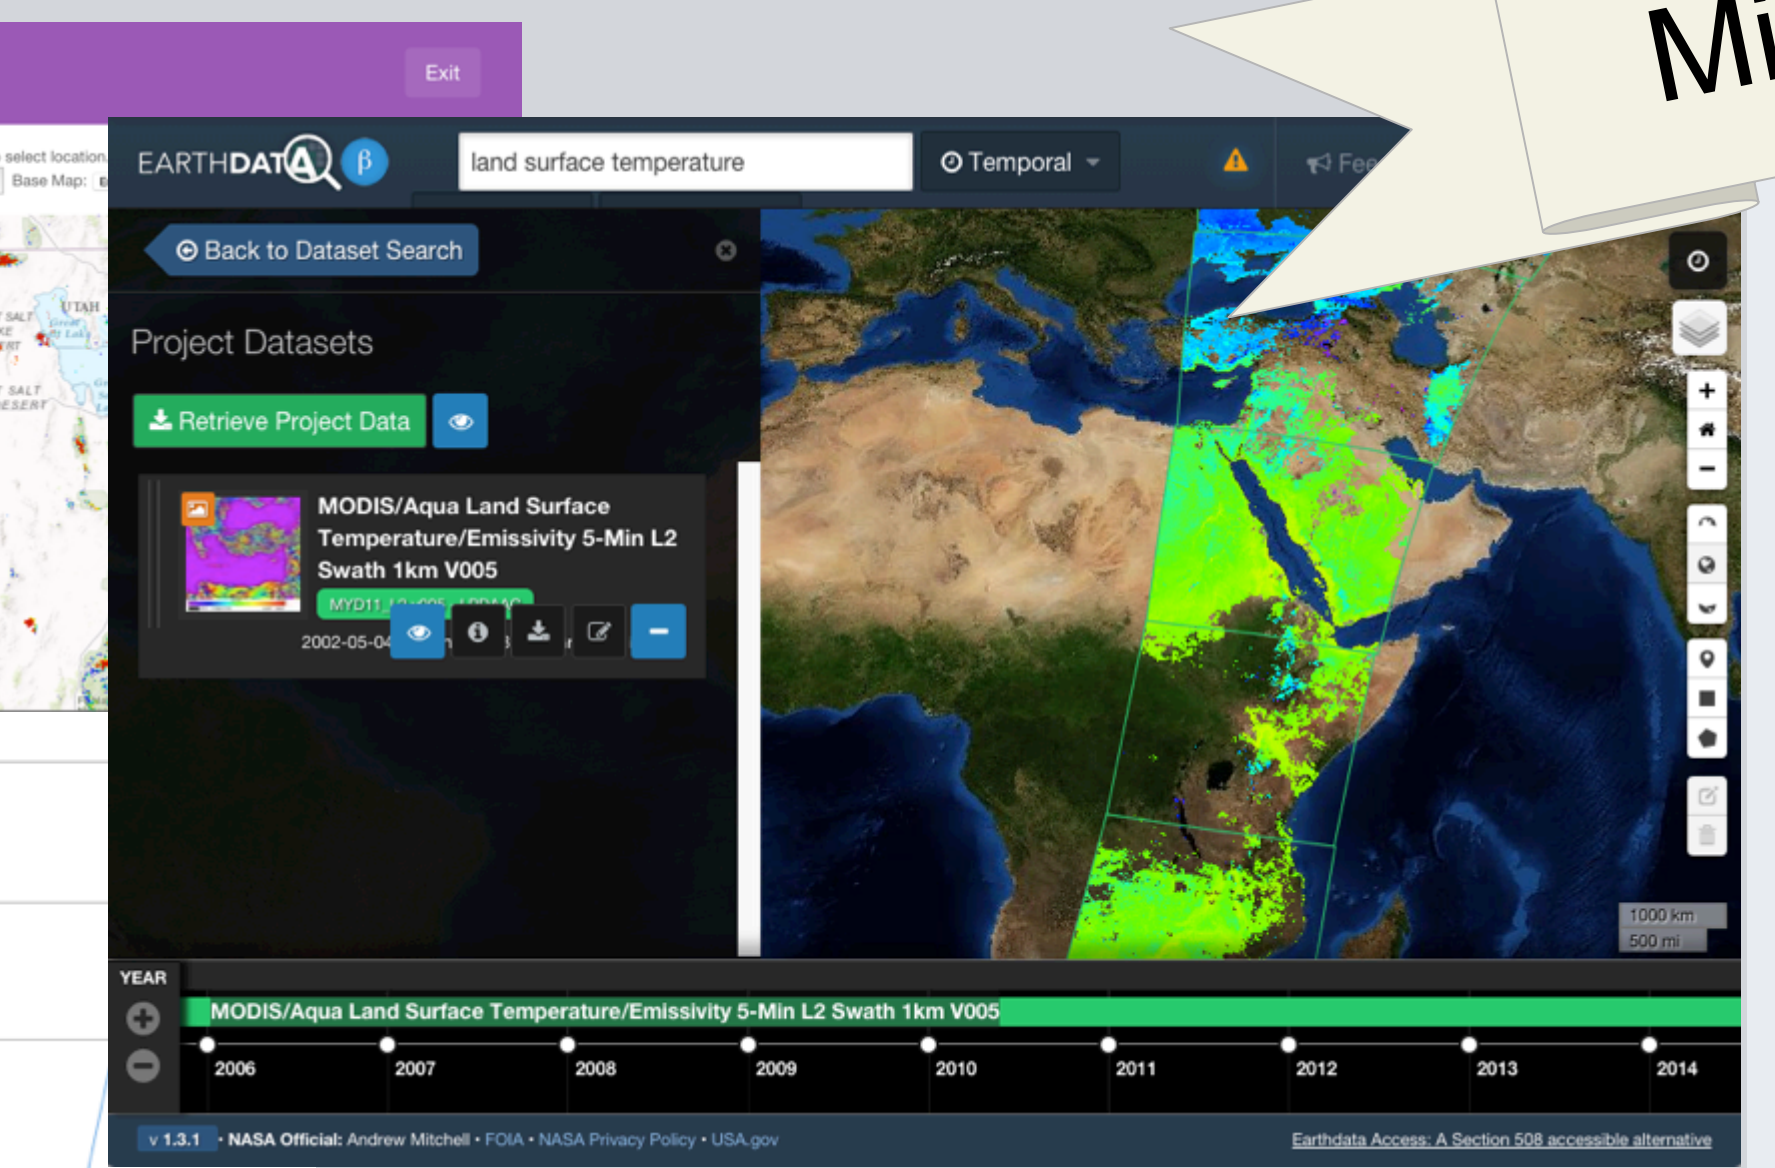 Mi
Exit
select location.
Base Map:
EARTHDATA β
land surface temperature
Temporal
Fee
Back to Dataset Search
Project Datasets
Retrieve Project Data
MODIS/Aqua Land Surface
Temperature/Emissivity 5-Min L2
Swath 1km V005
2002-05-04
UTAH
SALT
Great
SALT
DESERT
1000 km
500 mi
YEAR
MODIS/Aqua Land Surface Temperature/Emissivity 5-Min L2 Swath 1km V005
2006 2007 2008 2009 2010 2011 2012 2013 2014
v 1.3.1 • NASA Official: Andrew Mitchell • FOIA • NASA Privacy Policy • USA.gov
Earthdata Access: A Section 508 accessible alternative